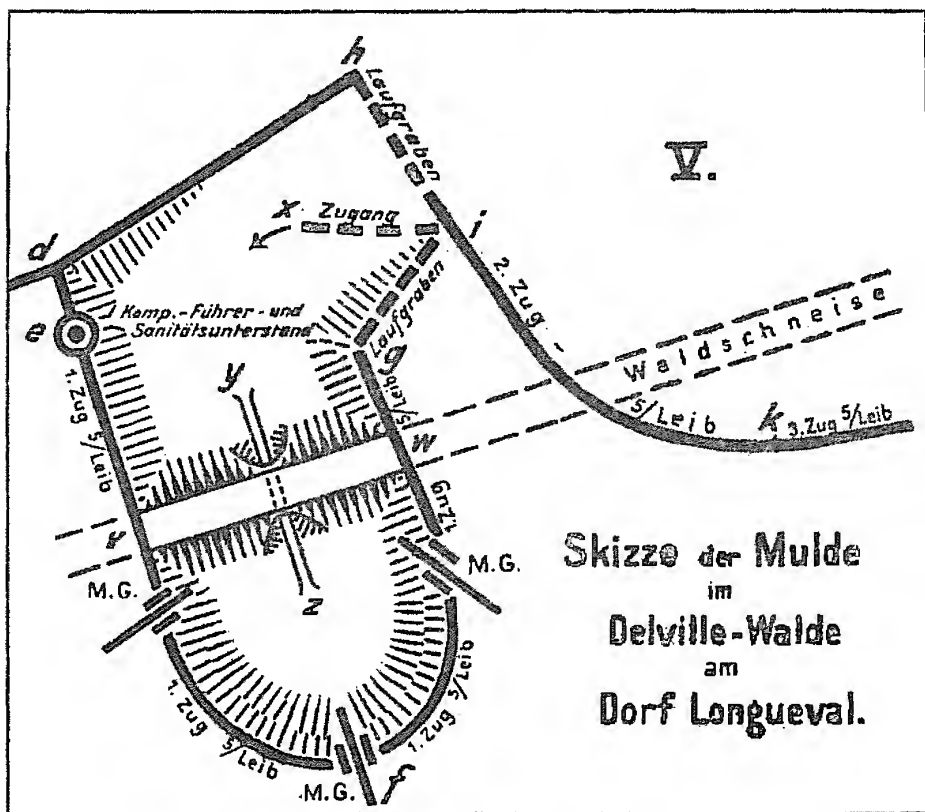 h
Laufgraben
V.
x Zugang
i
d
2. Zug
Laufgraben
e
Komp.-Führer- und
Sanitätsunterstand
g
Waldschneise
y
1. Zug 5/Leib
5/Leib
5/Leib
k
3. Zug 5/Leib
w
1. Zug
M.G.
M.G.
z
Skizze der Mulde
im
Delville-Walde
am
Dorf Longueval.
1. Zug 5/Leib
1. Zug 5/Leib
M.G.
f